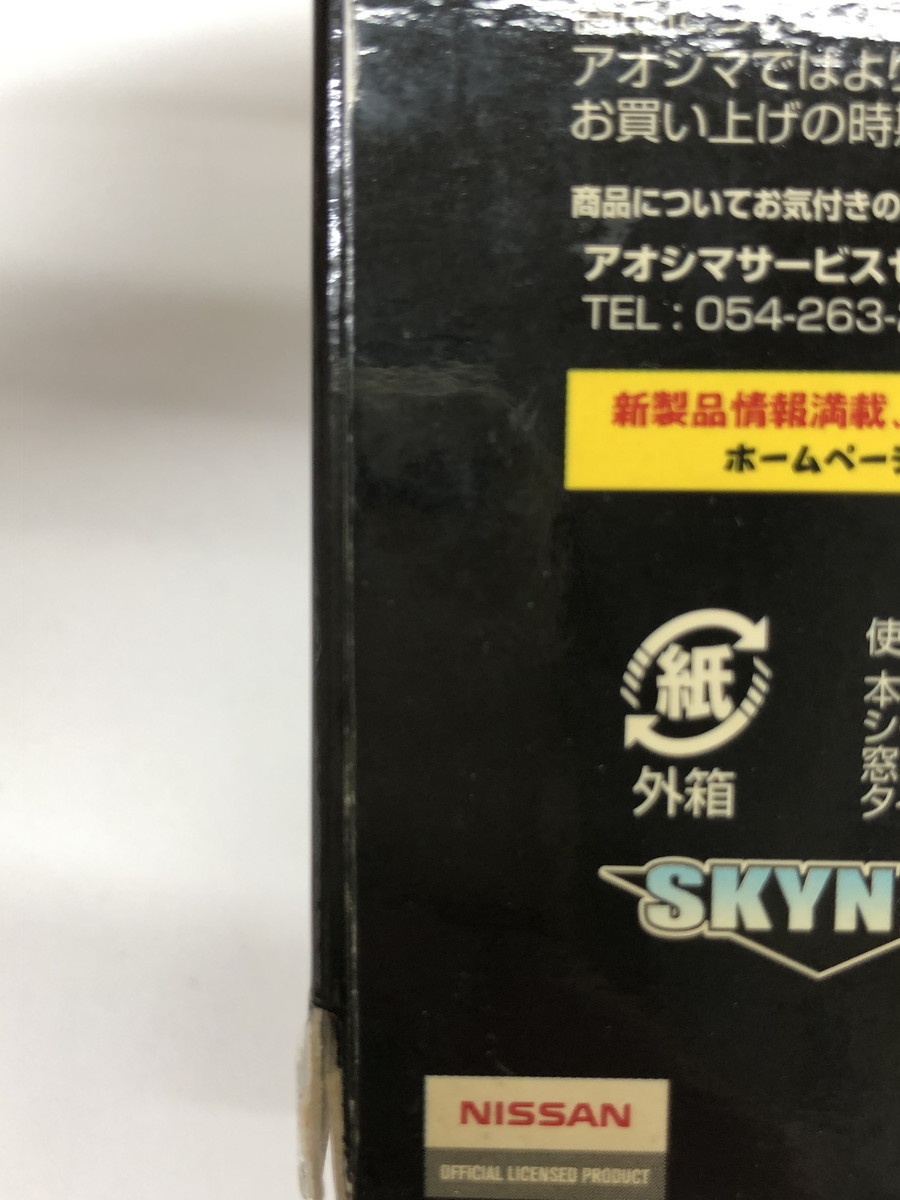 アオシマではより
お買い上げの時
商品についてお気付きの
アオシマサービスセ
TEL : 054-263-
新製品情報満載
ホームペー
紙
外箱
使
本
シ
窓
タ
SKYN
NISSAN
OFFICIAL LICENSED PRODUCT